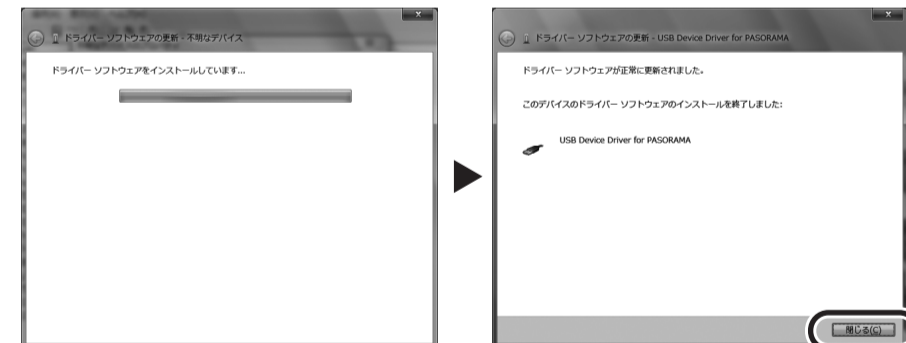 ドライバー ソフトウェアの更新 - 不明なデバイス
ドライバー ソフトウェアをインストールしています...
ドライバー ソフトウェアの更新 - USB Device Driver for PASORAMA
ドライバー ソフトウェアが正常に更新されました。
このデバイスのドライバー ソフトウェアのインストールを終了しました:
USB Device Driver for PASORAMA
閉じる(C)